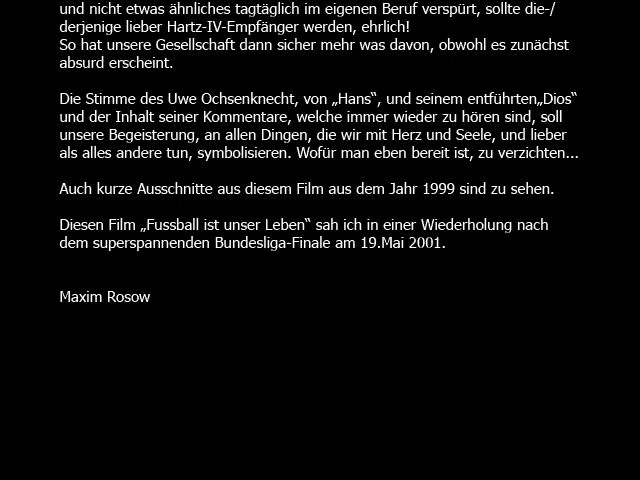 und nicht etwas ähnliches tagtäglich im eigenen Beruf verspürt, sollte die-/
derjenige lieber Hartz-IV-Empfänger werden, ehrlich!
So hat unsere Gesellschaft dann sicher mehr was davon, obwohl es zunächst
absurd erscheint.
Die Stimme des Uwe Ochsenknecht, von „Hans“, und seinem entführten„Dios“
und der Inhalt seiner Kommentare, welche immer wieder zu hören sind, soll
unsere Begeisterung, an allen Dingen, die wir mit Herz und Seele, und lieber
als alles andere tun, symbolisieren. Wofür man eben bereit ist, zu verzichten...
Auch kurze Ausschnitte aus diesem Film aus dem Jahr 1999 sind zu sehen.
Diesen Film „Fussball ist unser Leben“ sah ich in einer Wiederholung nach
dem superspannenden Bundesliga-Finale am 19.Mai 2001.
Maxim Rosow